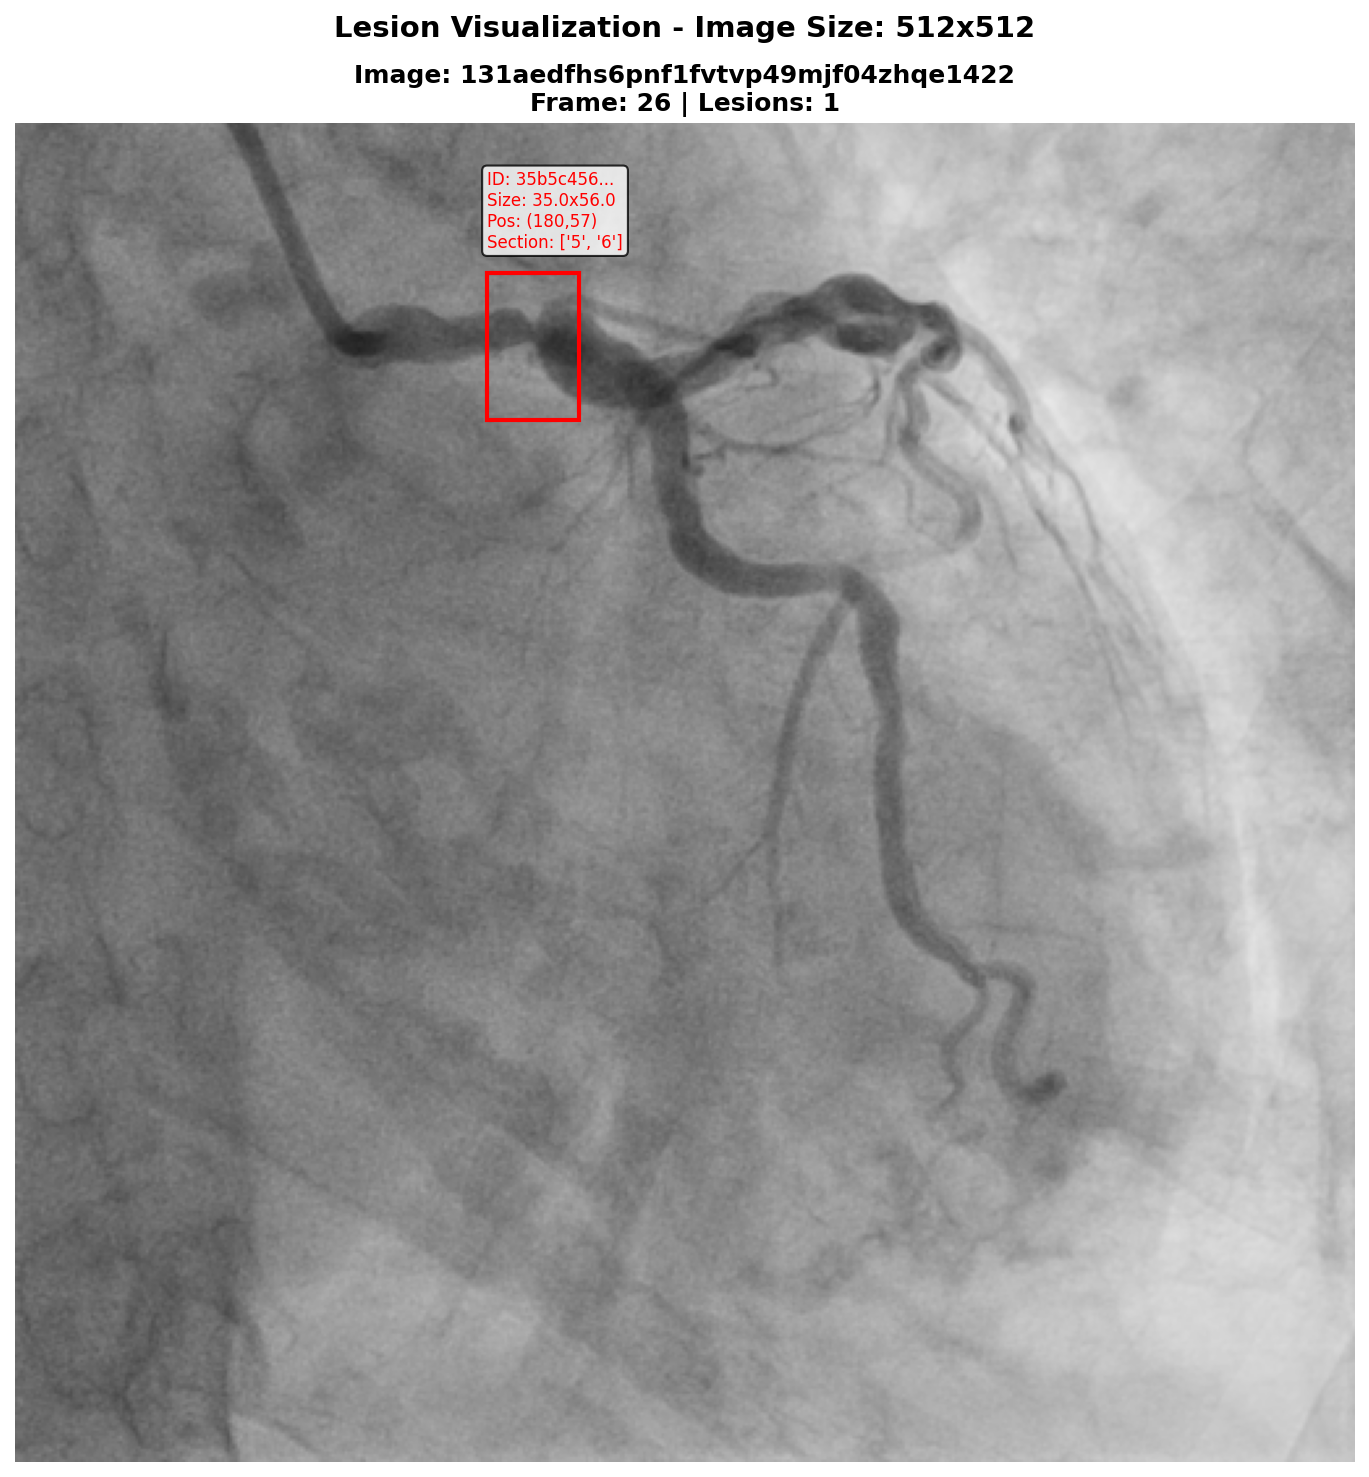 Lesion Visualization - Image Size: 512x512
Image: 131aedfhs6pnf1fvtvp49mjf04zhqe1422
Frame: 26 | Lesions: 1
ID: 35b5c456...
Size: 35.0x56.0
Pos: (180,57)
Section: ['5', '6']